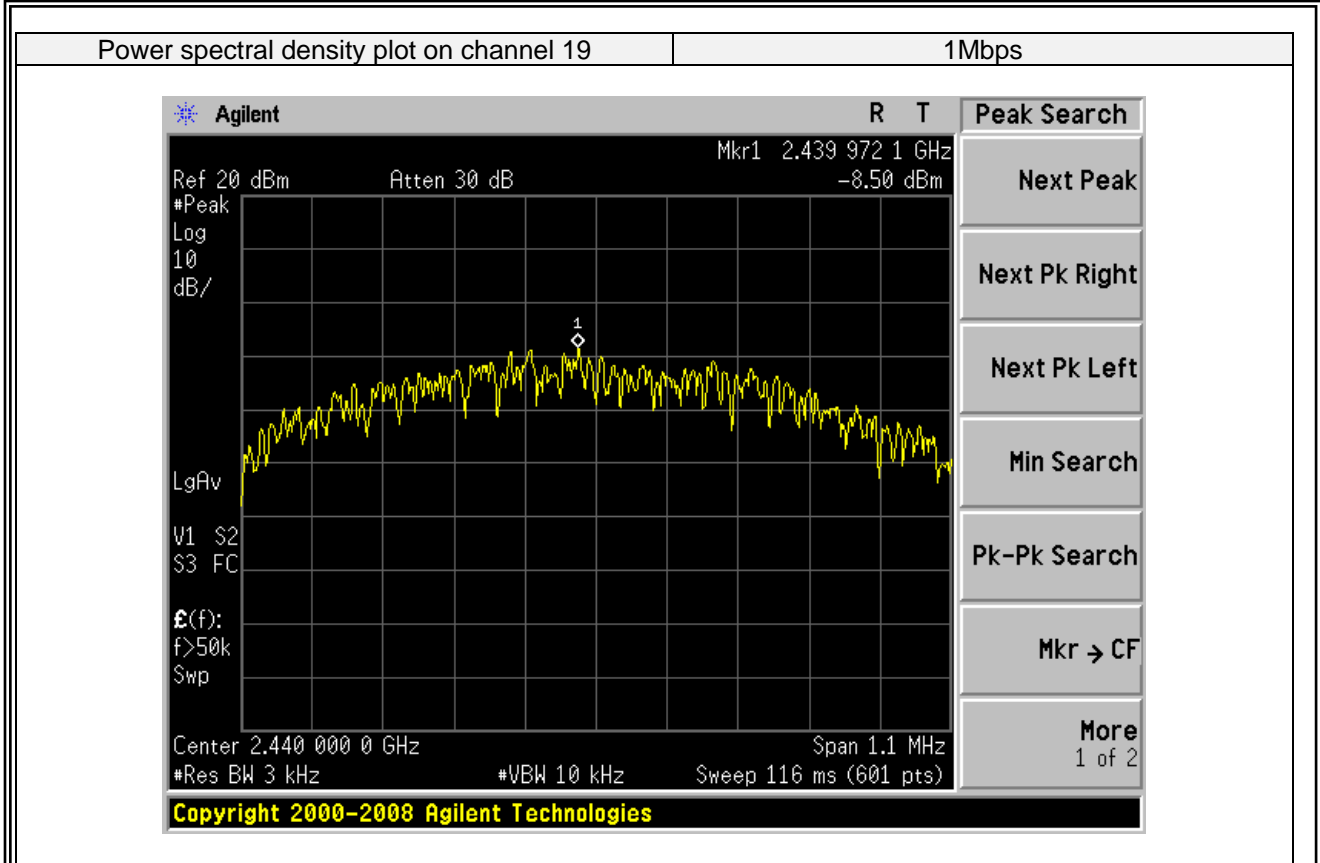 Power spectral density plot on channel 19 1Mbps
Agilent R T Peak Search
Mkr1 2.439 972 1 GHz
Ref 20 dBm Atten 30 dB -8.50 dBm
#Peak
Log
10
dB/
1
LgAv
V1 S2
S3 FC
£(f):
f>50k
Swp
Center 2.440 000 0 GHz Span 1.1 MHz
#Res BW 3 kHz #VBW 10 kHz Sweep 116 ms (601 pts)
Copyright 2000-2008 Agilent Technologies
Next Peak
Next Pk Right
Next Pk Left
Min Search
Pk-Pk Search
Mkr → CF
More
1 of 2